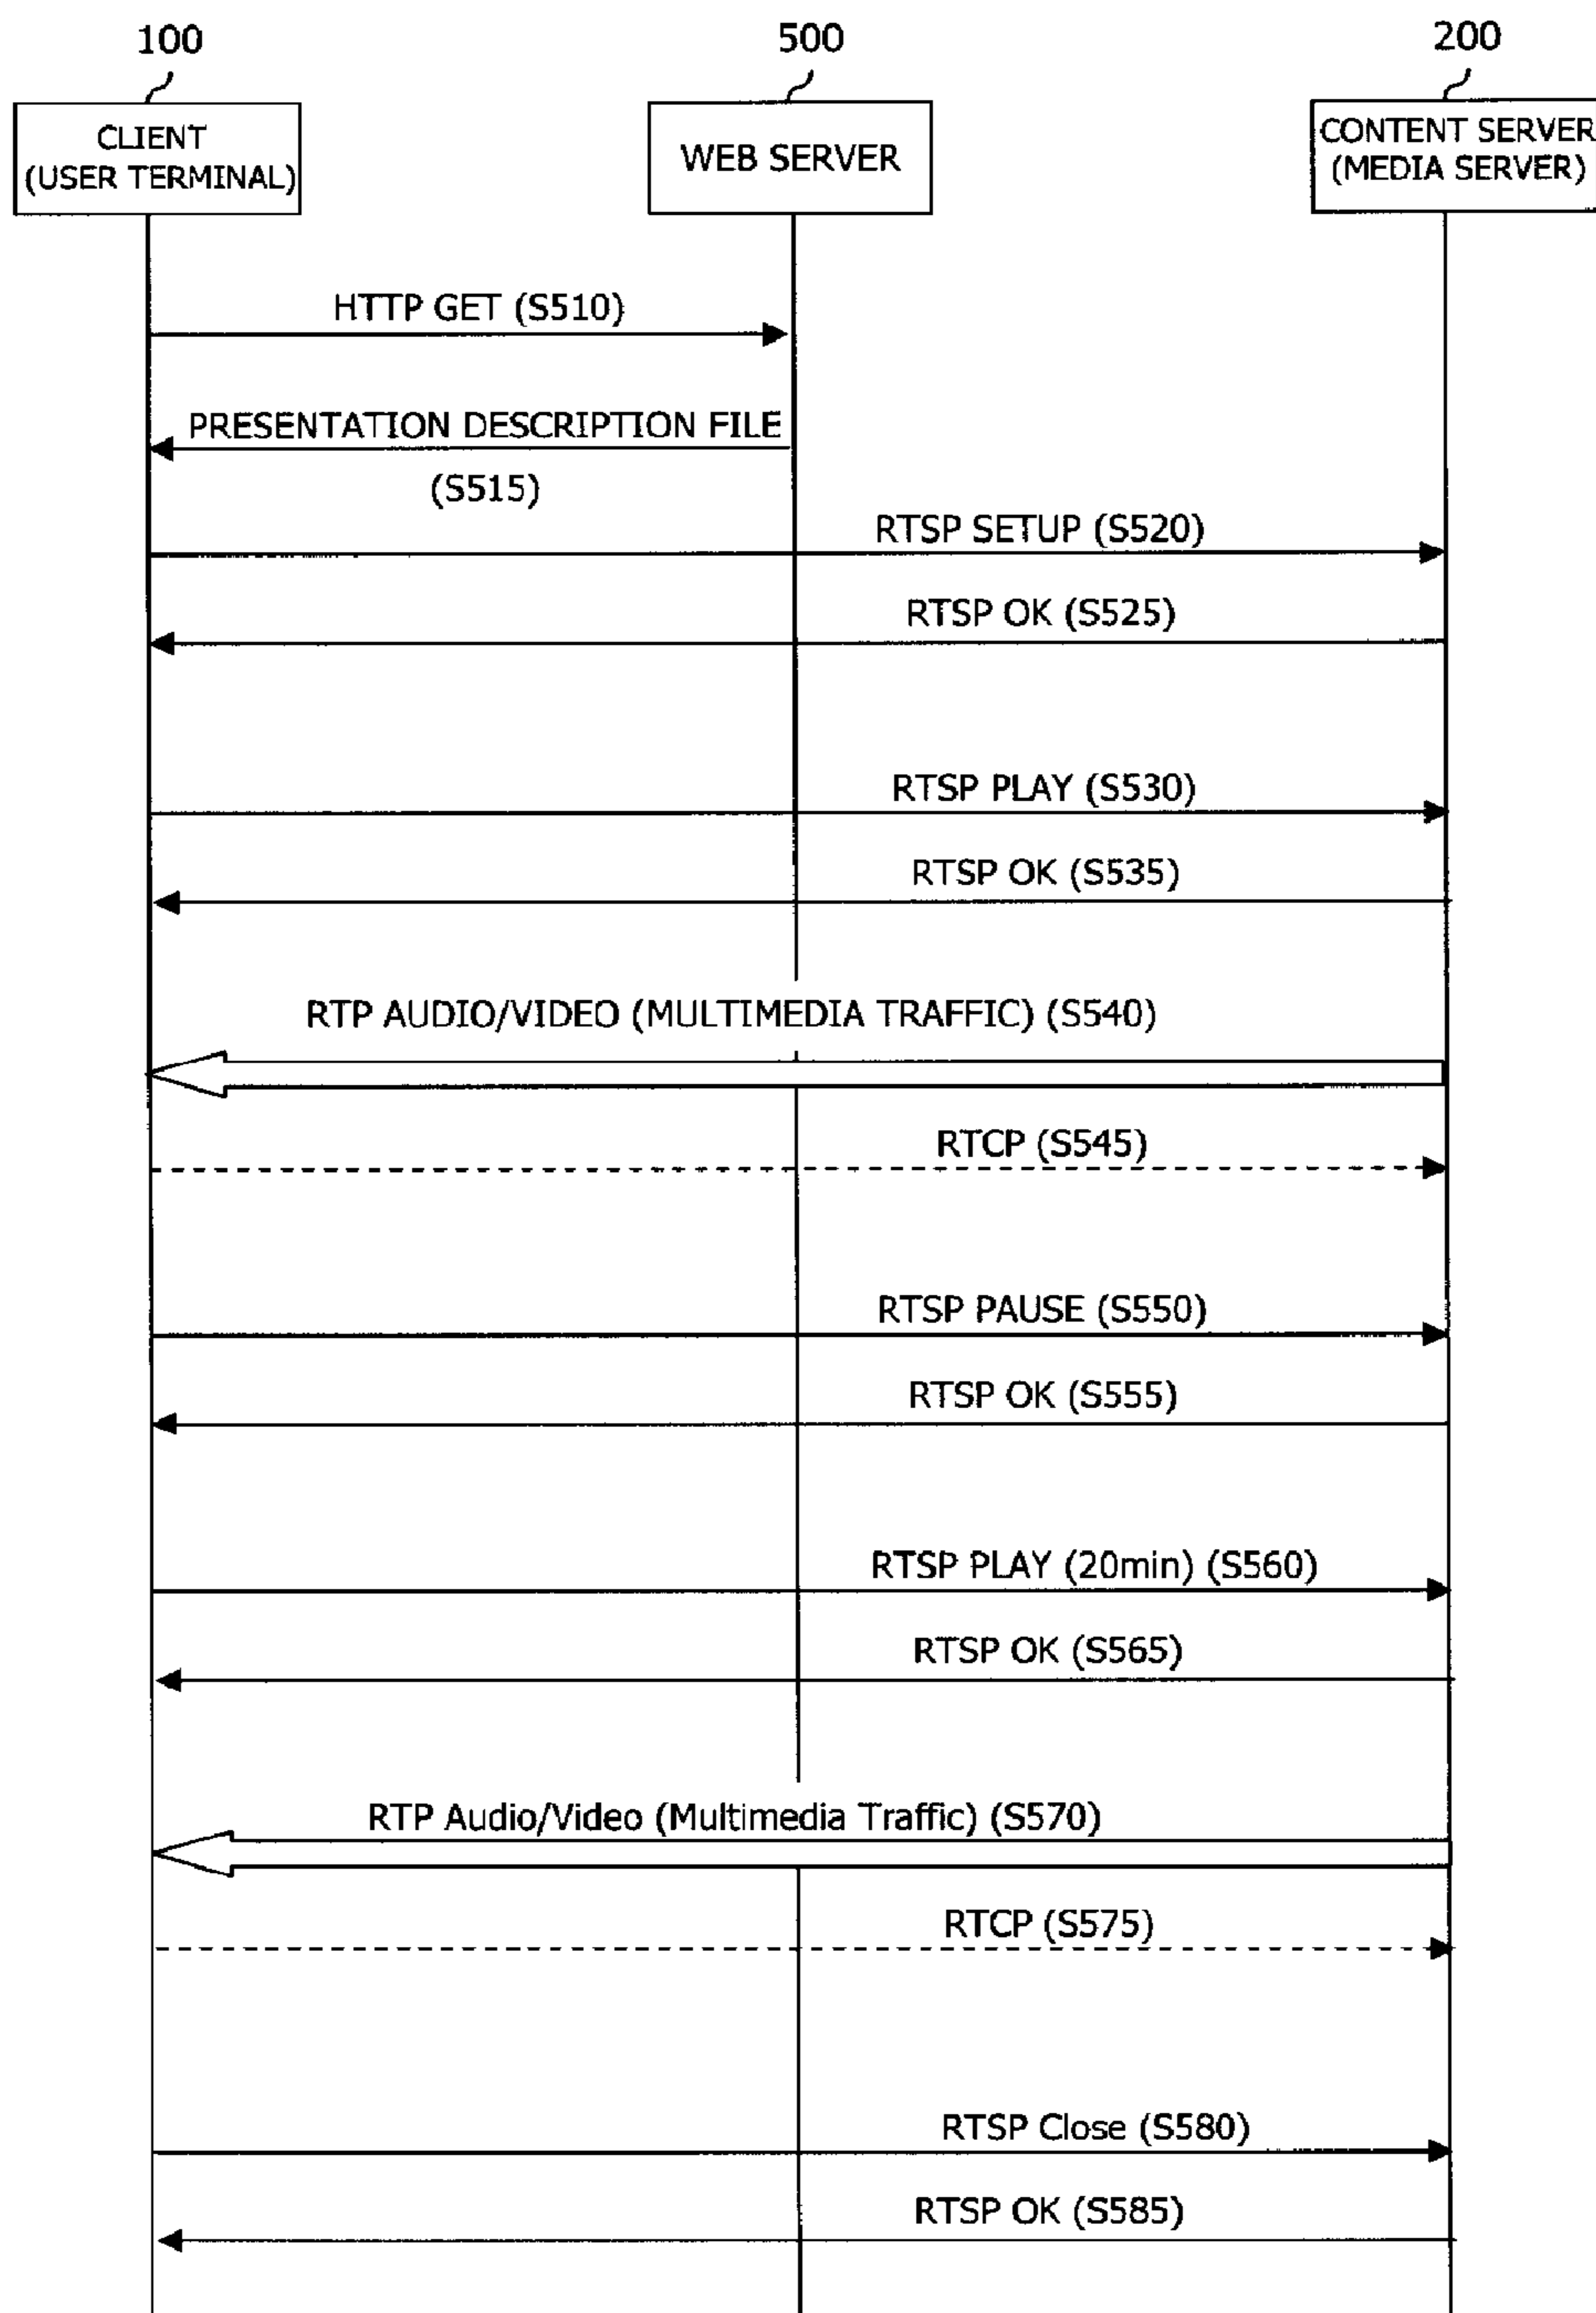 100
500
200
CLIENT
(USER TERMINAL)
WEB SERVER
CONTENT SERVER
(MEDIA SERVER)
HTTP GET (S510)
PRESENTATION DESCRIPTION FILE
(S515)
RTSP SETUP (S520)
RTSP OK (S525)
RTSP PLAY (S530)
RTSP OK (S535)
RTP AUDIO/VIDEO (MULTIMEDIA TRAFFIC) (S540)
RTCP (S545)
RTSP PAUSE (S550)
RTSP OK (S555)
RTSP PLAY (20min) (S560)
RTSP OK (S565)
RTP Audio/Video (Multimedia Traffic) (S570)
RTCP (S575)
RTSP Close (S580)
RTSP OK (S585)